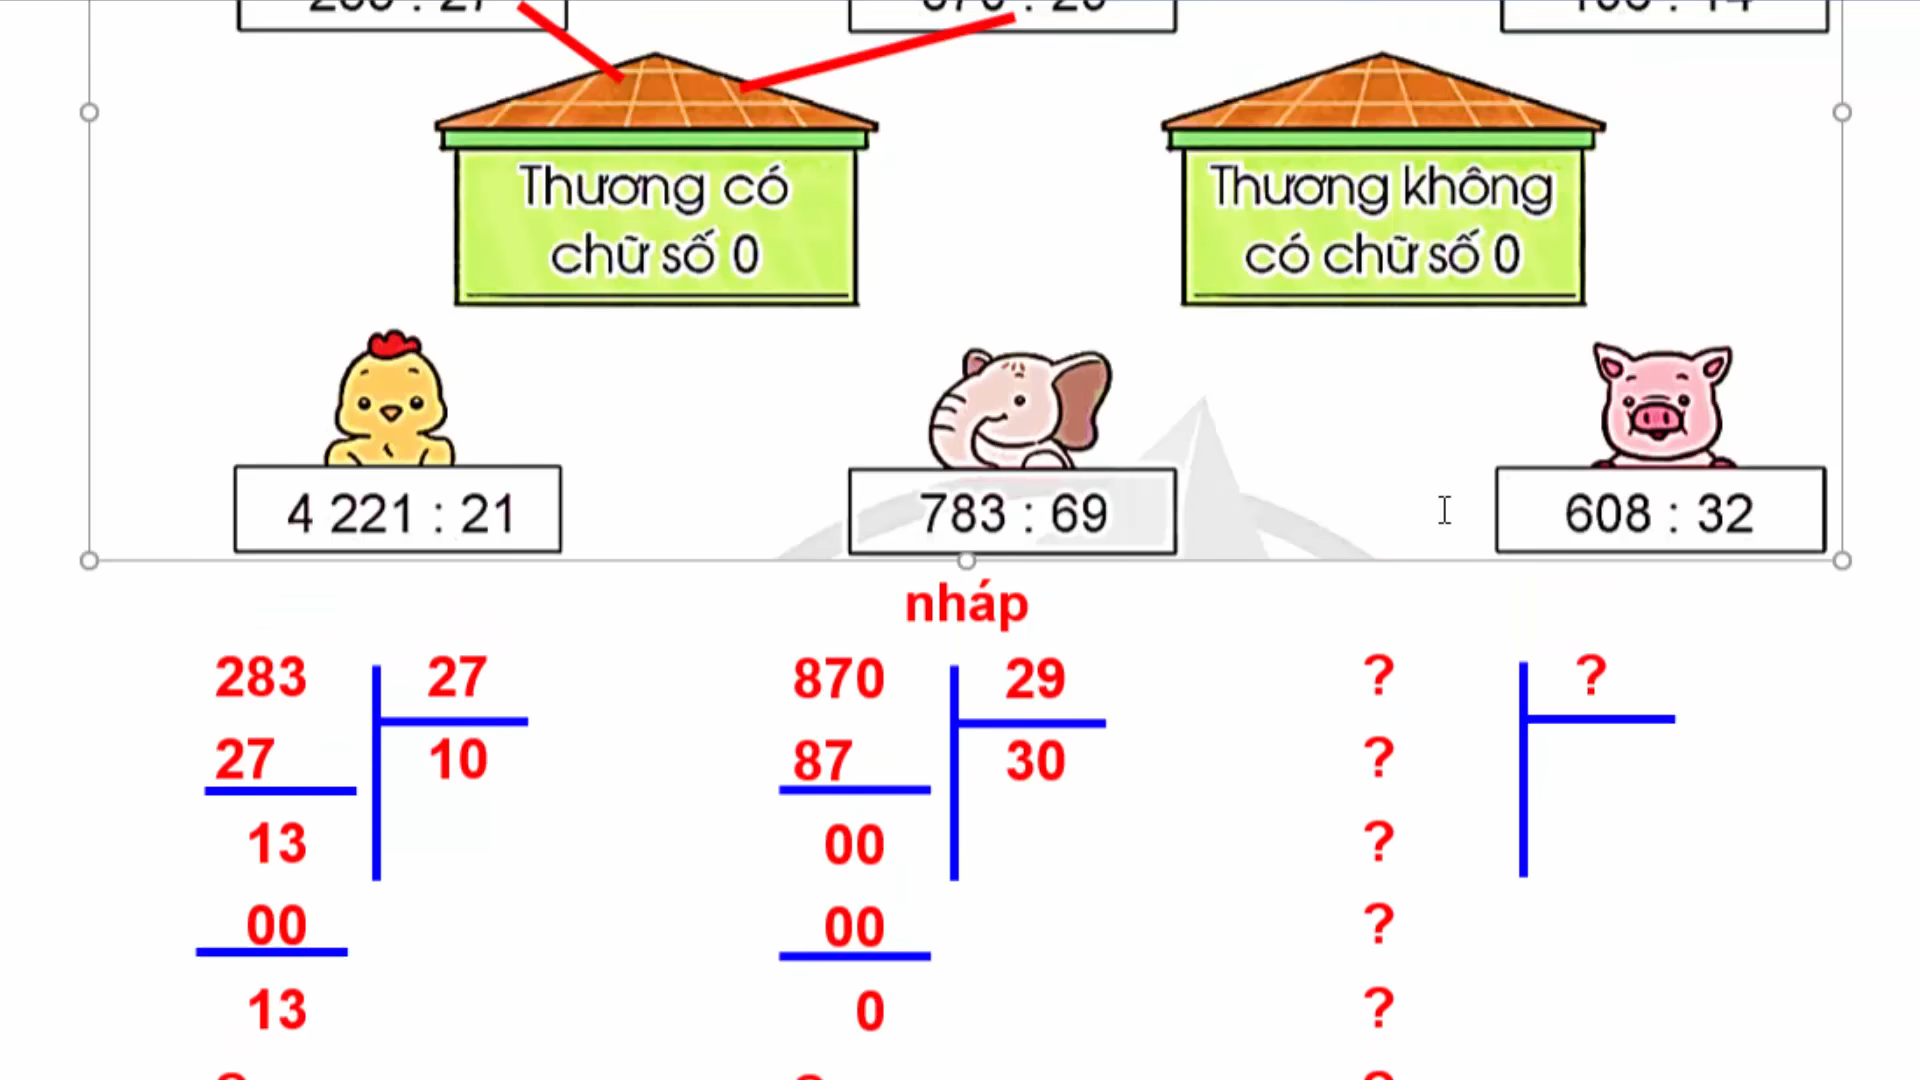 Thương có
chữ số 0
Thương không
có chữ số 0
4 221 : 21
783 : 69
608 : 32
nháp
283 27
27 10
13
00
13
870 29
87 30
00
00
0
? ?
?
?
?
?